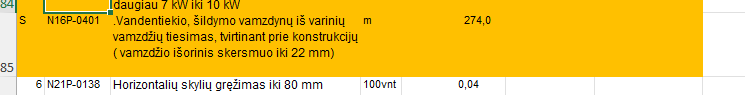 84 daugiau 7 kW iki 10 kW
S N16P-0401 .Vandentiekio, šildymo vamzdynų iš varinių m 274,0
vamzdžių tiesimas, tvirtinant prie konstrukcijų
( vamzdžio išorinis skersmuo iki 22 mm)
85
6 N21P-0138 Horizontalių skylių gręžimas iki 80 mm 100vnt 0,04